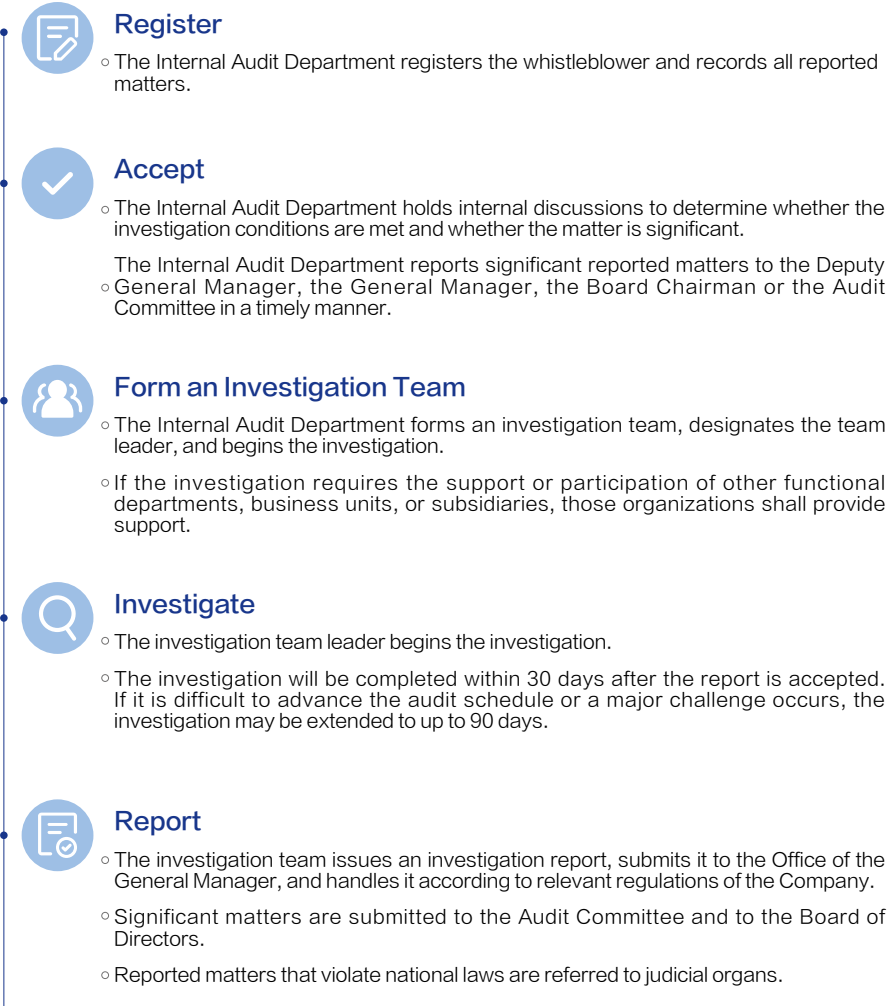 Register
○ The Internal Audit Department registers the whistleblower and records all reported
matters.
Accept
○ The Internal Audit Department holds internal discussions to determine whether the
investigation conditions are met and whether the matter is significant.
The Internal Audit Department reports significant reported matters to the Deputy
○ General Manager, the General Manager, the Board Chairman or the Audit
Committee in a timely manner.
Form an Investigation Team
○ The Internal Audit Department forms an investigation team, designates the team
leader, and begins the investigation.
○ If the investigation requires the support or participation of other functional
departments, business units, or subsidiaries, those organizations shall provide
support.
Investigate
○ The investigation team leader begins the investigation.
○ The investigation will be completed within 30 days after the report is accepted.
If it is difficult to advance the audit schedule or a major challenge occurs, the
investigation may be extended to up to 90 days.
Report
○ The investigation team issues an investigation report, submits it to the Office of the
General Manager, and handles it according to relevant regulations of the Company.
○ Significant matters are submitted to the Audit Committee and to the Board of
Directors.
○ Reported matters that violate national laws are referred to judicial organs.